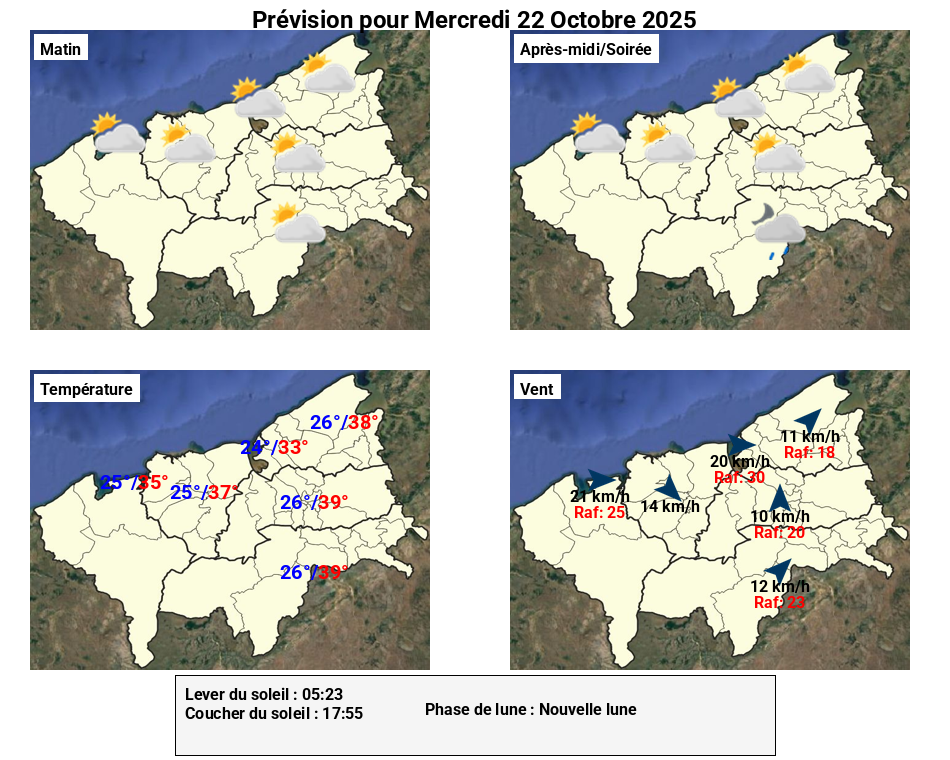 Prévision pour Mercredi 22 Octobre 2025
Matin
Après-midi/Soirée
Température
26°/38°
24°/33°
25°/35°
25°/37°
26°/39°
26°/39°
Vent
11 km/h
Raf: 18
20 km/h
Raf: 30
21 km/h
Raf: 25
14 km/h
10 km/h
Raf: 20
12 km/h
Raf: 23
Lever du soleil : 05:23
Coucher du soleil : 17:55
Phase de lune : Nouvelle lune